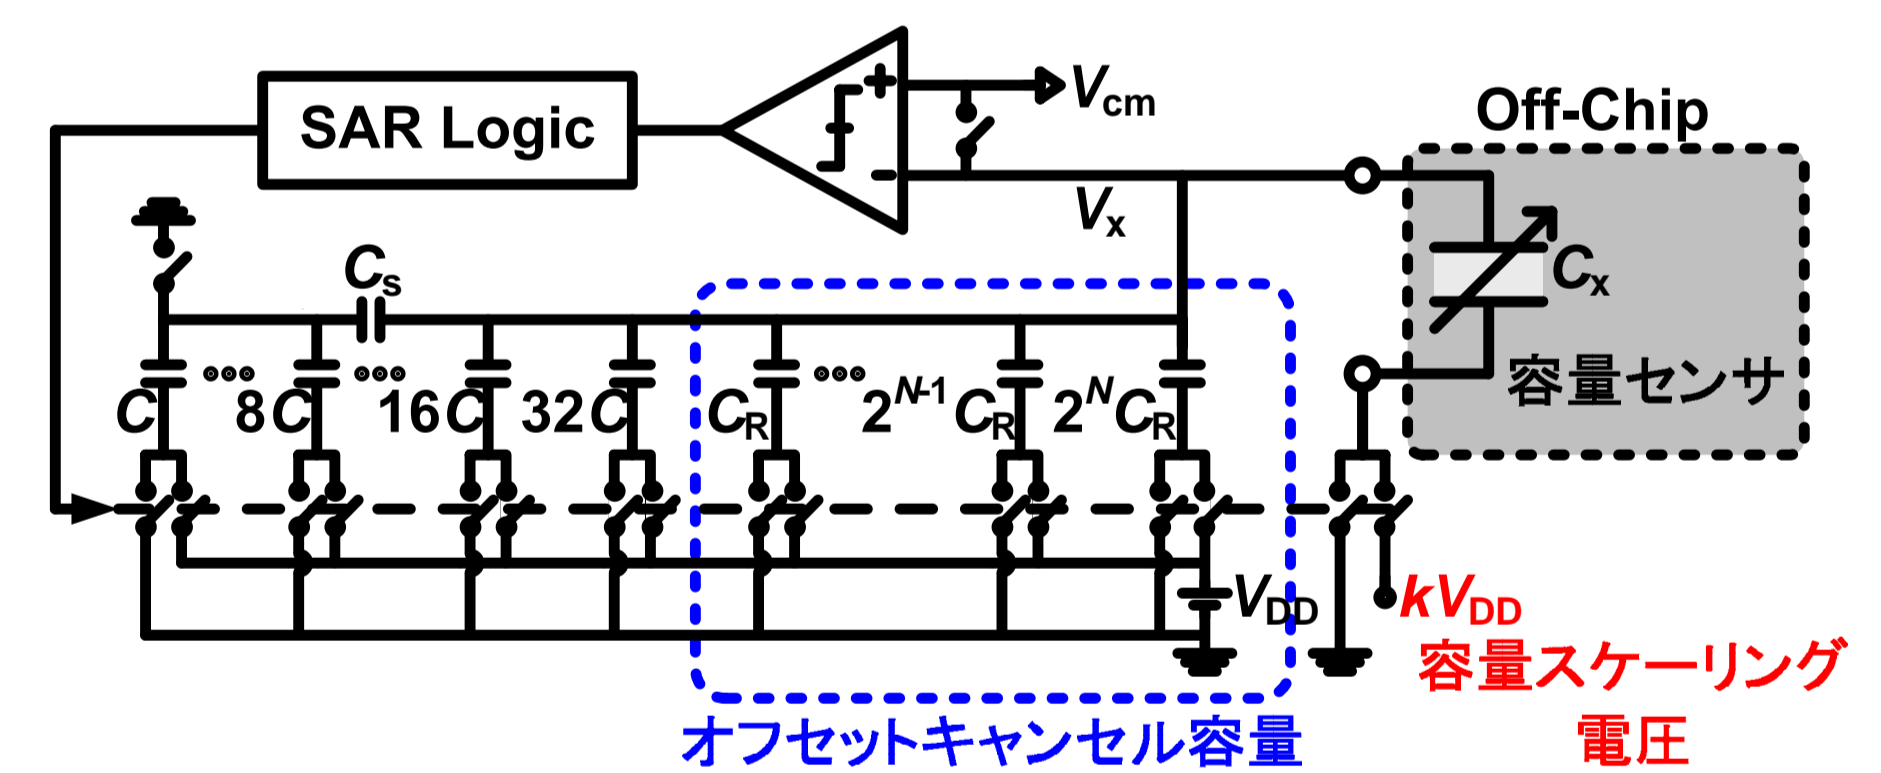 SAR Logic
+
Vcm
-
Vx
Off-Chip
Cx
容量センサ
Cs
C
8C
16C
32C
CR
2N-1CR
2NCR
VDD
kVDD
容量スケーリング
電圧
オフセットキャンセル容量